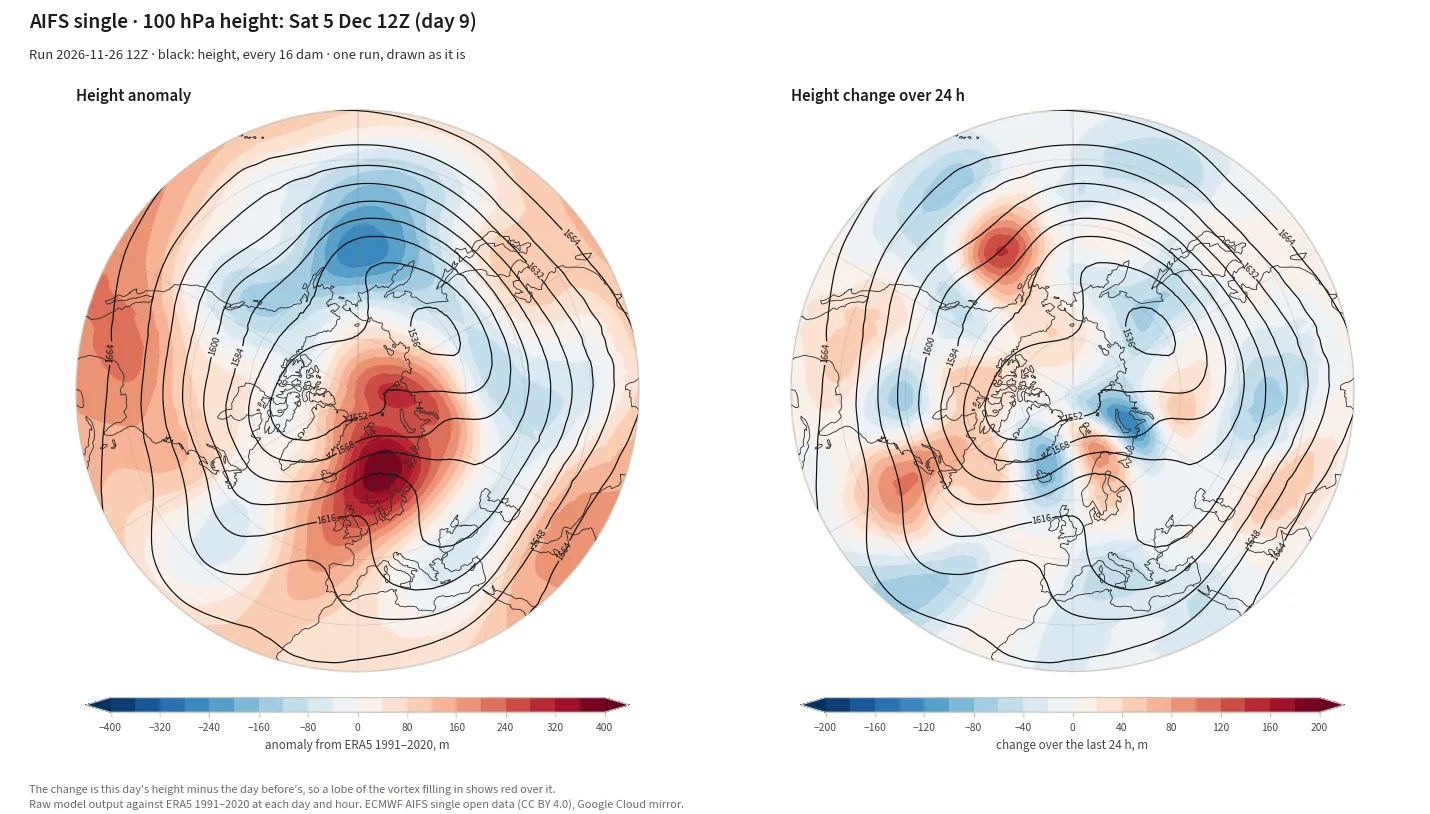 AIFS single · 100 hPa height: Sat 5 Dec 12Z (day 9)
Run 2026-11-26 12Z · black: height, every 16 dam · one run, drawn as it is
Height anomaly
Height change over 24 h
1664
1632
1536
1600
1584
1664
1552
1568
1616
1648
1664
1664
1632
1536
1600
1584
1664
1552
1568
1616
1648
1664
−400 −320 −240 −160 −80 0 80 160 240 320 400
anomaly from ERA5 1991–2020, m
−200 −160 −120 −80 −40 0 40 80 120 160 200
change over the last 24 h, m
The change is this day's height minus the day before's, so a lobe of the vortex filling in shows red over it.
Raw model output against ERA5 1991–2020 at each day and hour. ECMWF AIFS single open data (CC BY 4.0), Google Cloud mirror.